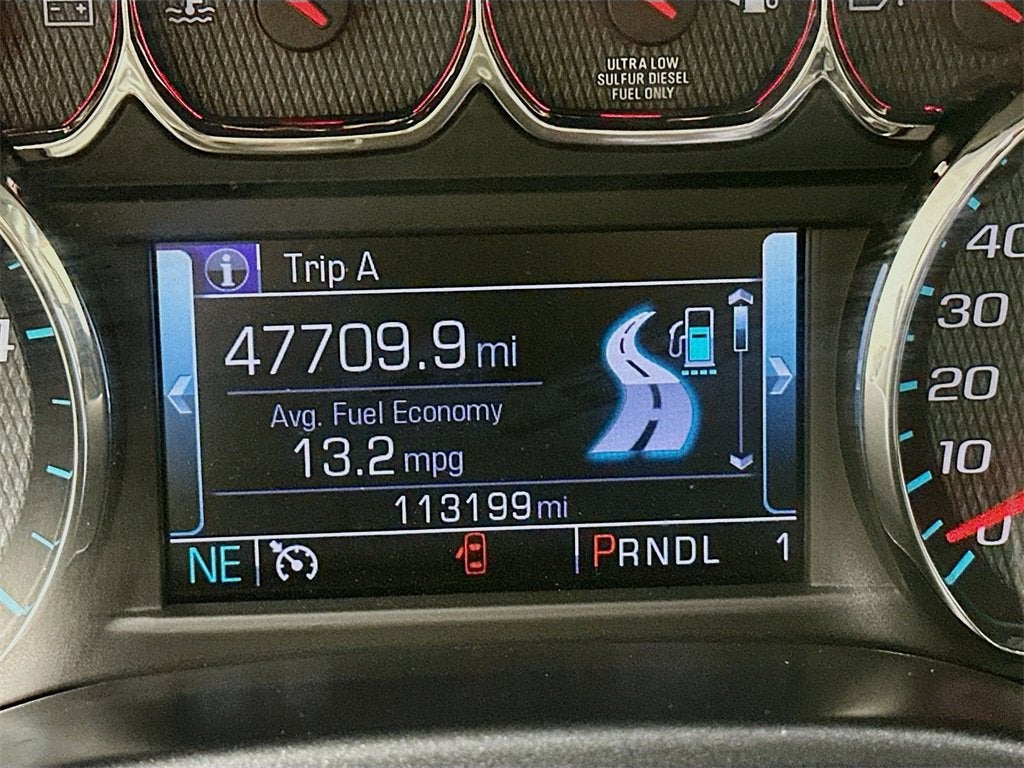 ULTRA LOW
SULFUR DIESEL
FUEL ONLY
Trip A
47709.9 mi
Avg. Fuel Economy
13.2 mpg
113199 mi
NE PRNDL 1
40
30
20
10
0